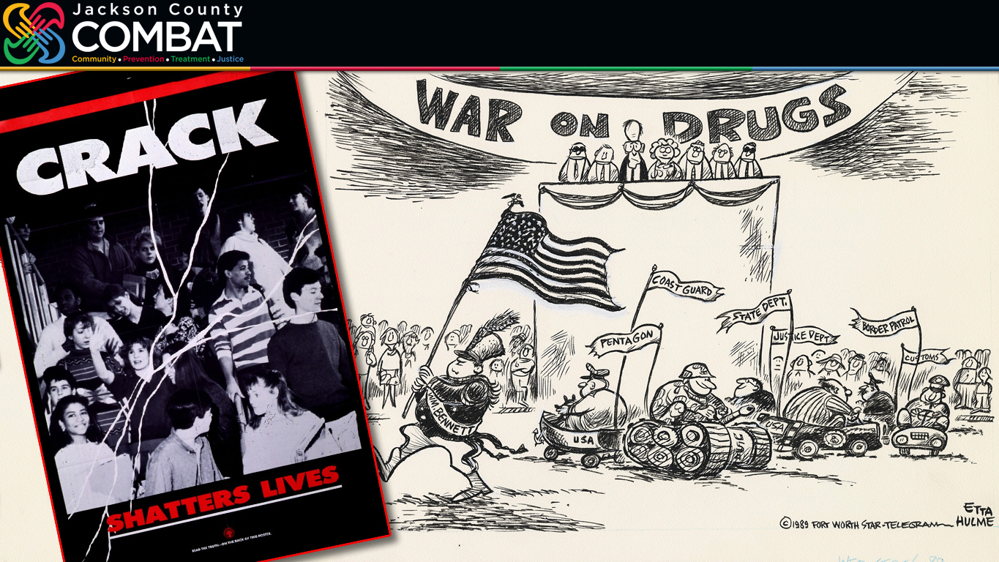 Jackson County
COMBAT
Community • Prevention • Treatment • Justice
CRACK
SHATTERS LIVES
READ THE TRUTH—ON THE BACK OF THIS POSTER.
WAR ON DRUGS
COAST GUARD
PENTAGON
STATE DEPT.
JUSTICE DEPT
BORDER PATROL
CUSTOMS
BENNETT
USA
USA
ETTA
HULME
©1989 FORT WORTH STAR-TELEGRAM